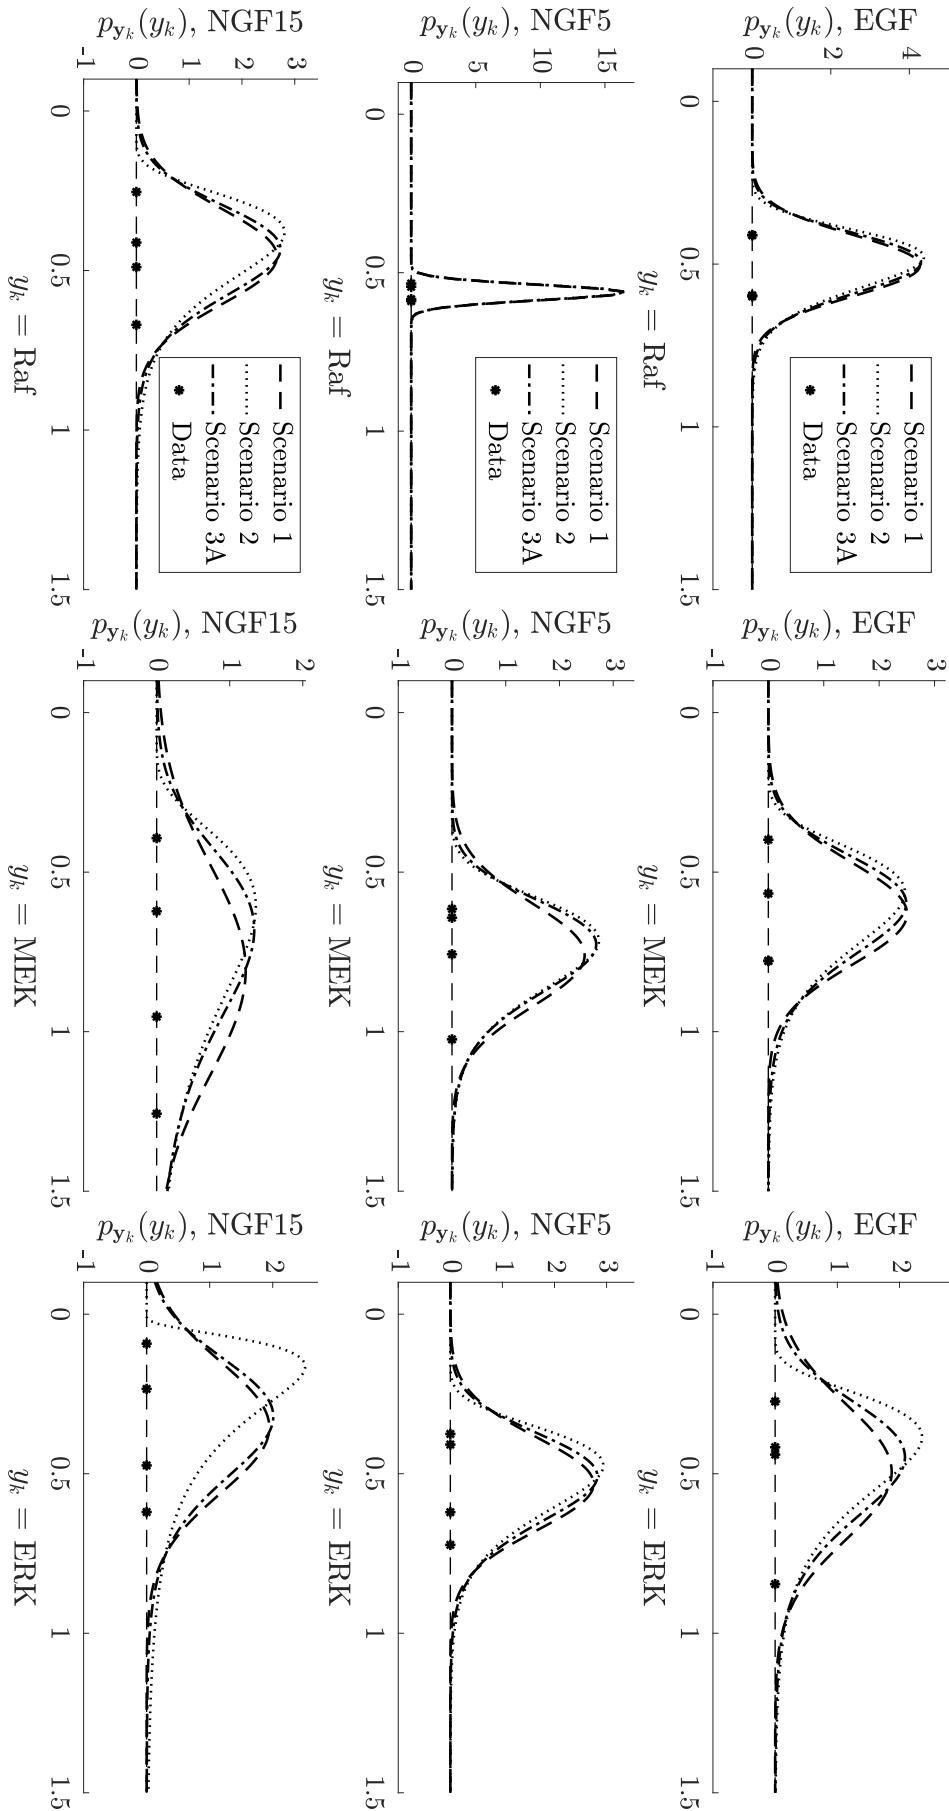 p_{y_k}(y_k), EGF
4
2
0
Scenario 1
Scenario 2
Scenario 3A
Data
0 0.5 1 1.5
y_k = Raf
p_{y_k}(y_k), EGF
3
2
1
0
-1
0 0.5 1 1.5
y_k = MEK
p_{y_k}(y_k), EGF
2
1
0
-1
0 0.5 1 1.5
y_k = ERK
p_{y_k}(y_k), NGF5
15
10
5
0
Scenario 1
Scenario 2
Scenario 3A
Data
0 0.5 1 1.5
y_k = Raf
p_{y_k}(y_k), NGF5
3
2
1
0
-1
0 0.5 1 1.5
y_k = MEK
p_{y_k}(y_k), NGF5
3
2
1
0
-1
0 0.5 1 1.5
y_k = ERK
p_{y_k}(y_k), NGF15
3
2
1
0
-1
Scenario 1
Scenario 2
Scenario 3A
Data
0 0.5 1 1.5
y_k = Raf
p_{y_k}(y_k), NGF15
2
1
0
-1
0 0.5 1 1.5
y_k = MEK
p_{y_k}(y_k), NGF15
2
1
0
-1
0 0.5 1 1.5
y_k = ERK